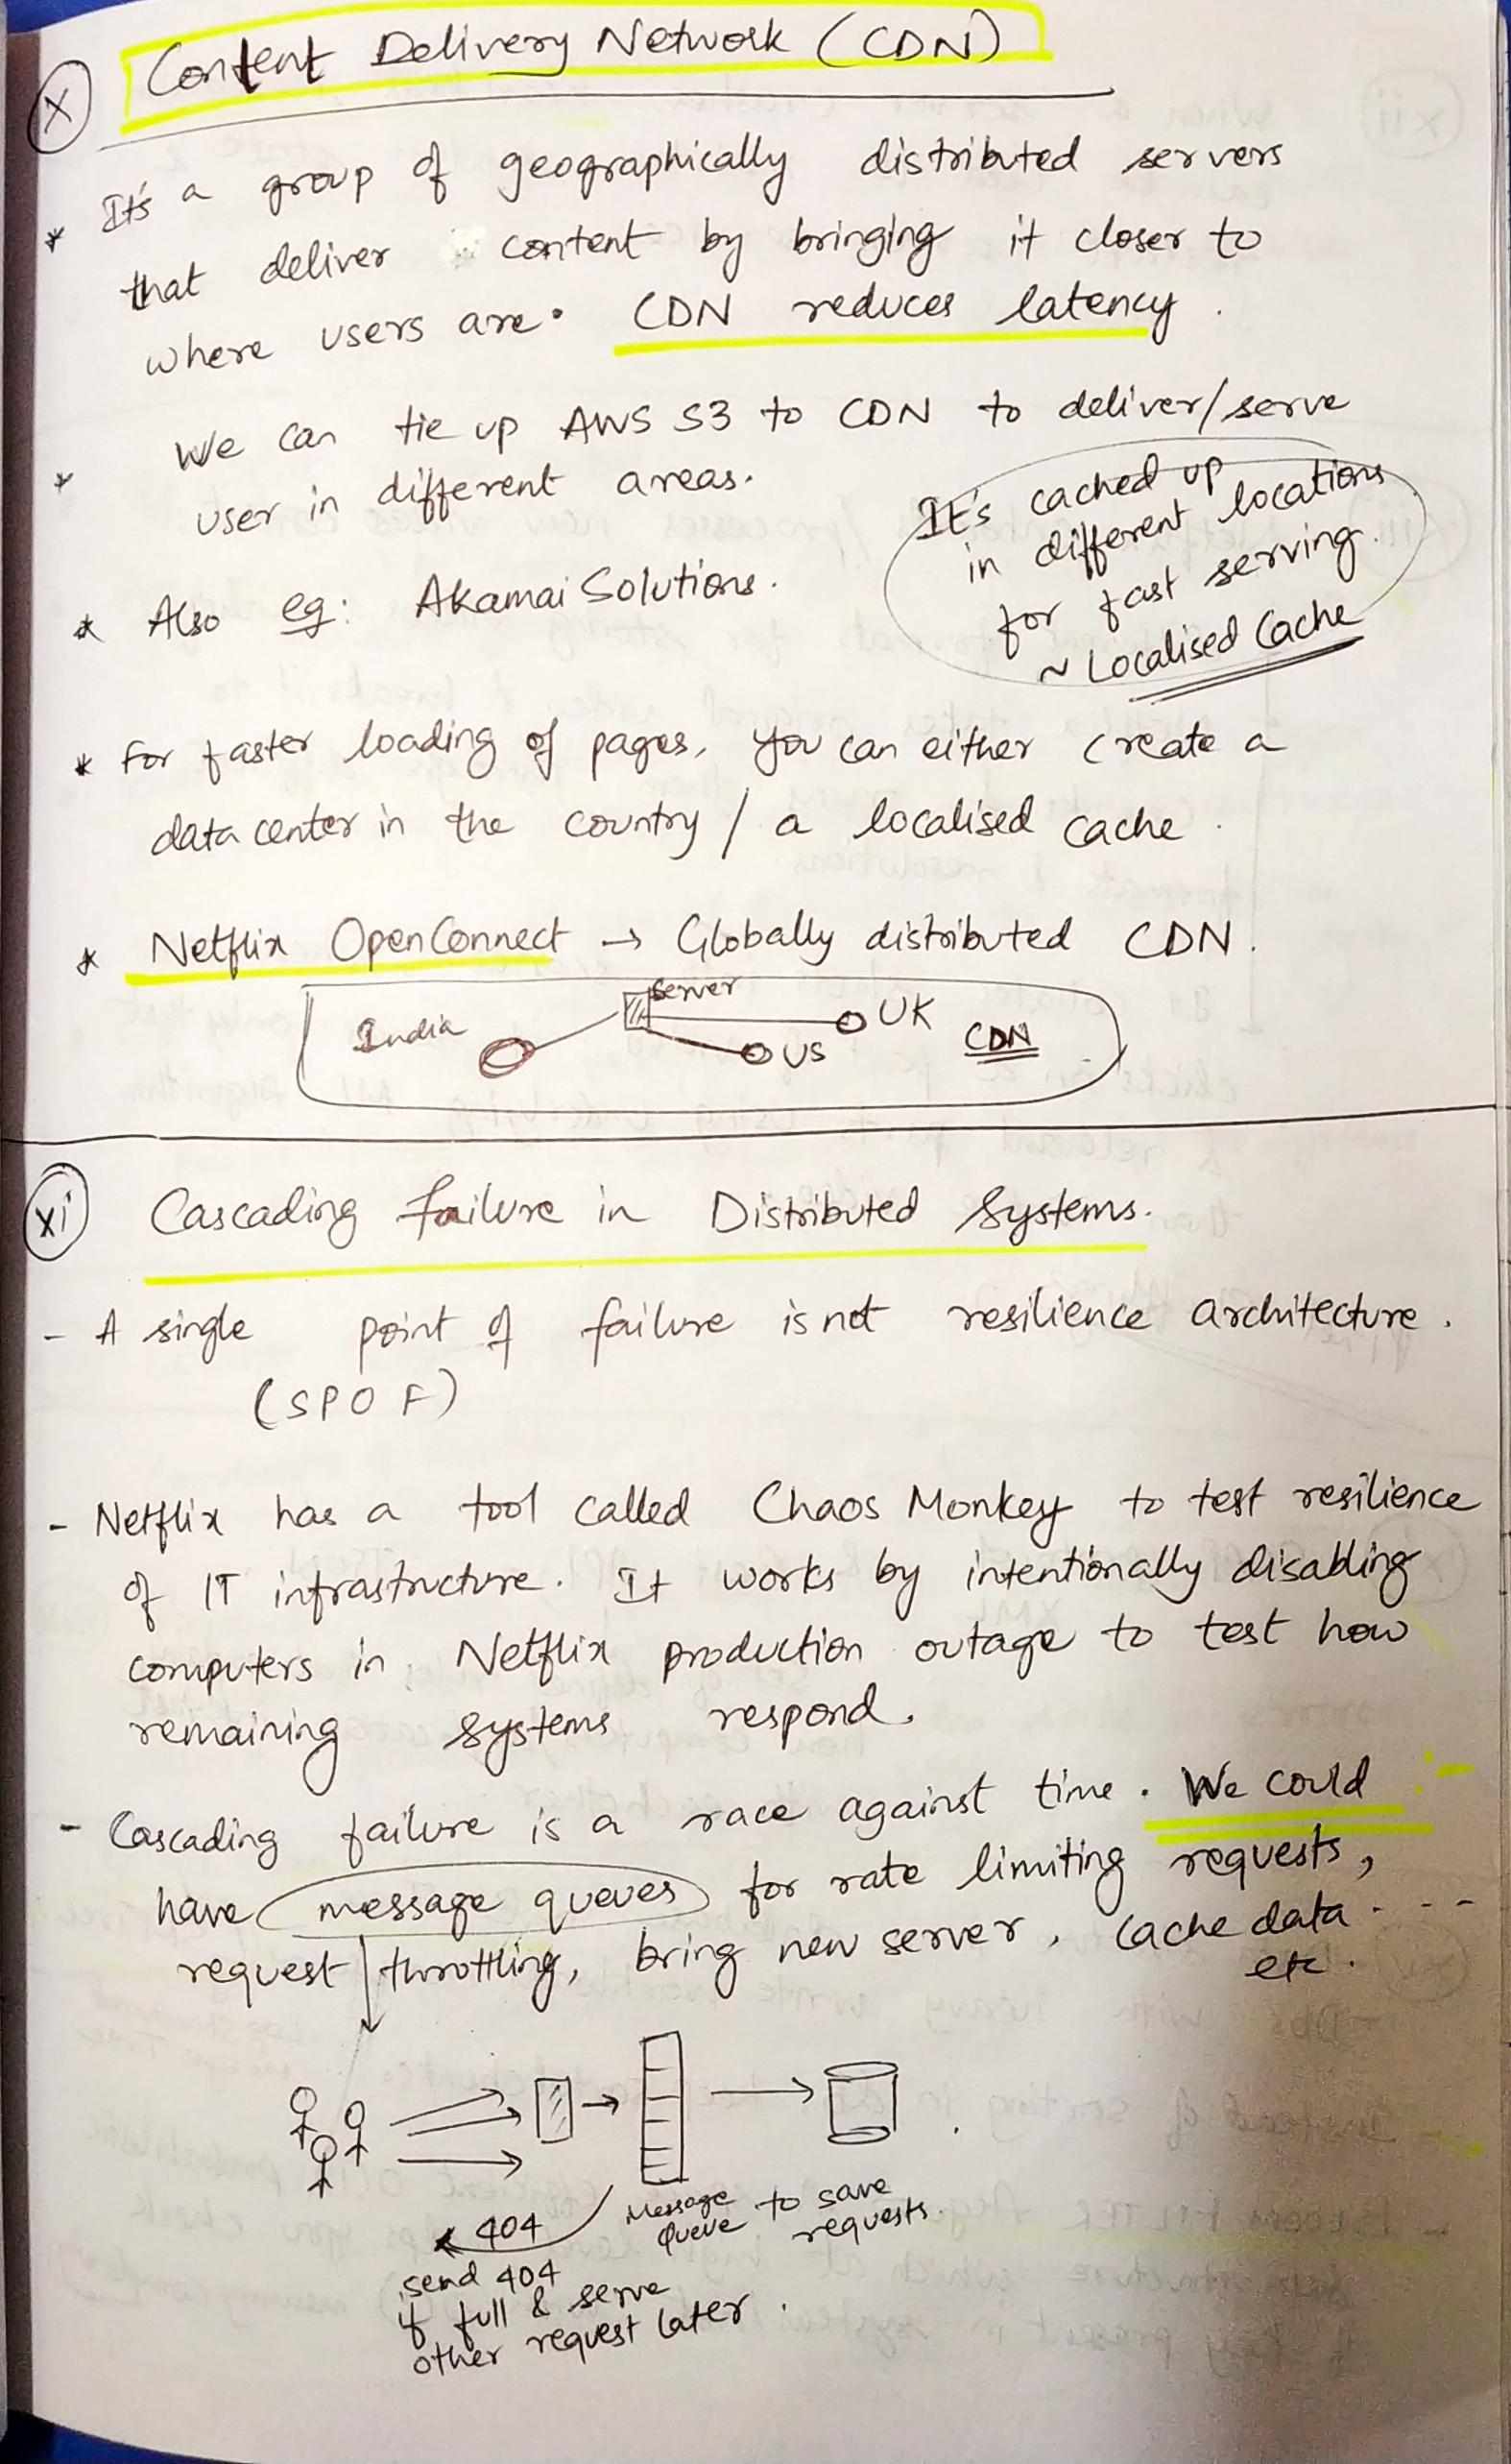 X Content Delivery Network (CDN)
* It's a group of geographically distributed servers
that deliver content by bringing it closer to
where users are. CDN reduces latency.
* We can tie up AWS S3 to CDN to deliver/serve
user in different areas.
It's cached up
in different locations
for fast serving.
~ Localised Cache
* Also eg: Akamai Solutions.
* For faster loading of pages, you can either create a
data center in the country / a localised cache.
* Netflix OpenConnect → Globally distributed CDN.
server
India
UK
US
CDN
xi Cascading failure in Distributed Systems.
- A single point of failure is not resilience architecture.
(SPOF)
- Netflix has a tool called Chaos Monkey to test resilience
of IT infrastructure. It works by intentionally disabling
computers in Netflix production outage to test how
remaining systems respond.
- Cascading failure is a race against time. We could :-
have message queues for rate limiting requests,
request throttling, bring new server, cache data ....
etc.
Message
Queue to save
requests.
404
send 404
if full & serve
other request later.